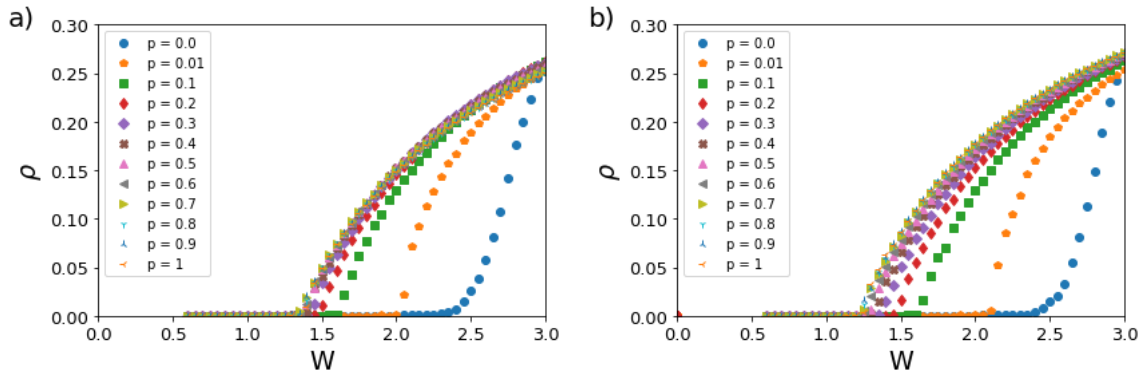 a)
0.30
0.25
0.20
0.15
0.10
0.05
0.00
ρ
p = 0.0
p = 0.01
p = 0.1
p = 0.2
p = 0.3
p = 0.4
p = 0.5
p = 0.6
p = 0.7
p = 0.8
p = 0.9
p = 1
0.0 0.5 1.0 1.5 2.0 2.5 3.0
W
b)
0.30
0.25
0.20
0.15
0.10
0.05
0.00
ρ
p = 0.0
p = 0.01
p = 0.1
p = 0.2
p = 0.3
p = 0.4
p = 0.5
p = 0.6
p = 0.7
p = 0.8
p = 0.9
p = 1
0.0 0.5 1.0 1.5 2.0 2.5 3.0
W